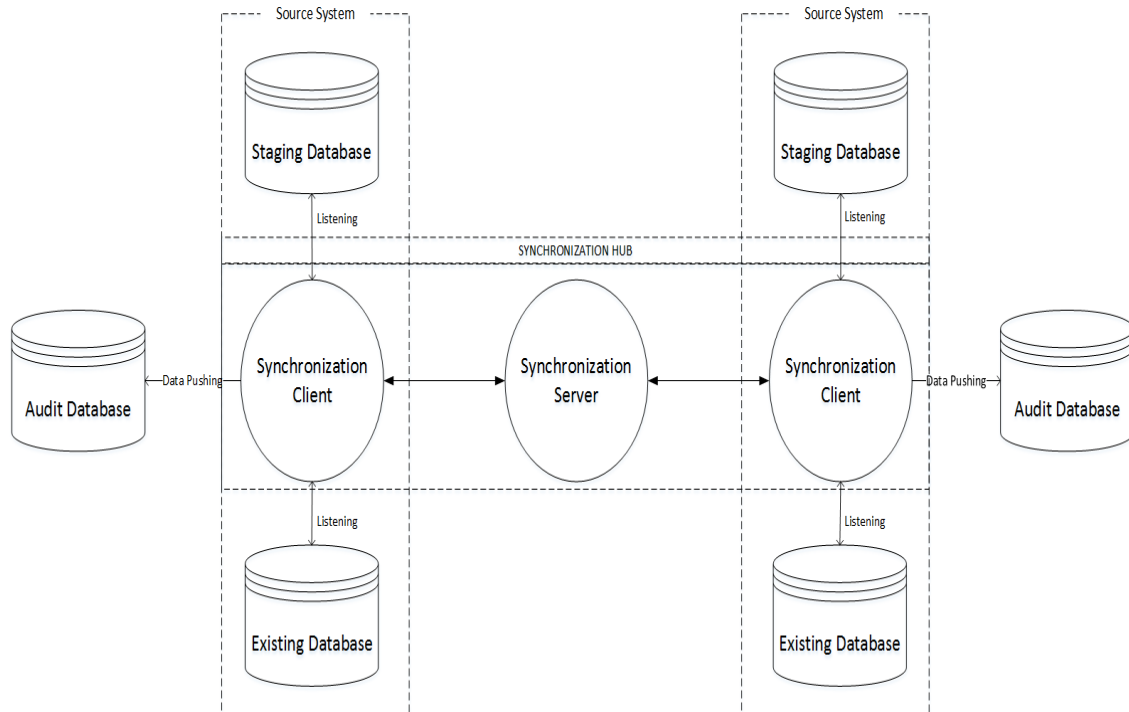 Source System
Source System
Staging Database
Staging Database
Listening
Listening
SYNCHRONIZATION HUB
Audit Database
Data Pushing
Synchronization
Client
Synchronization
Server
Synchronization
Client
Data Pushing
Audit Database
Listening
Listening
Existing Database
Existing Database